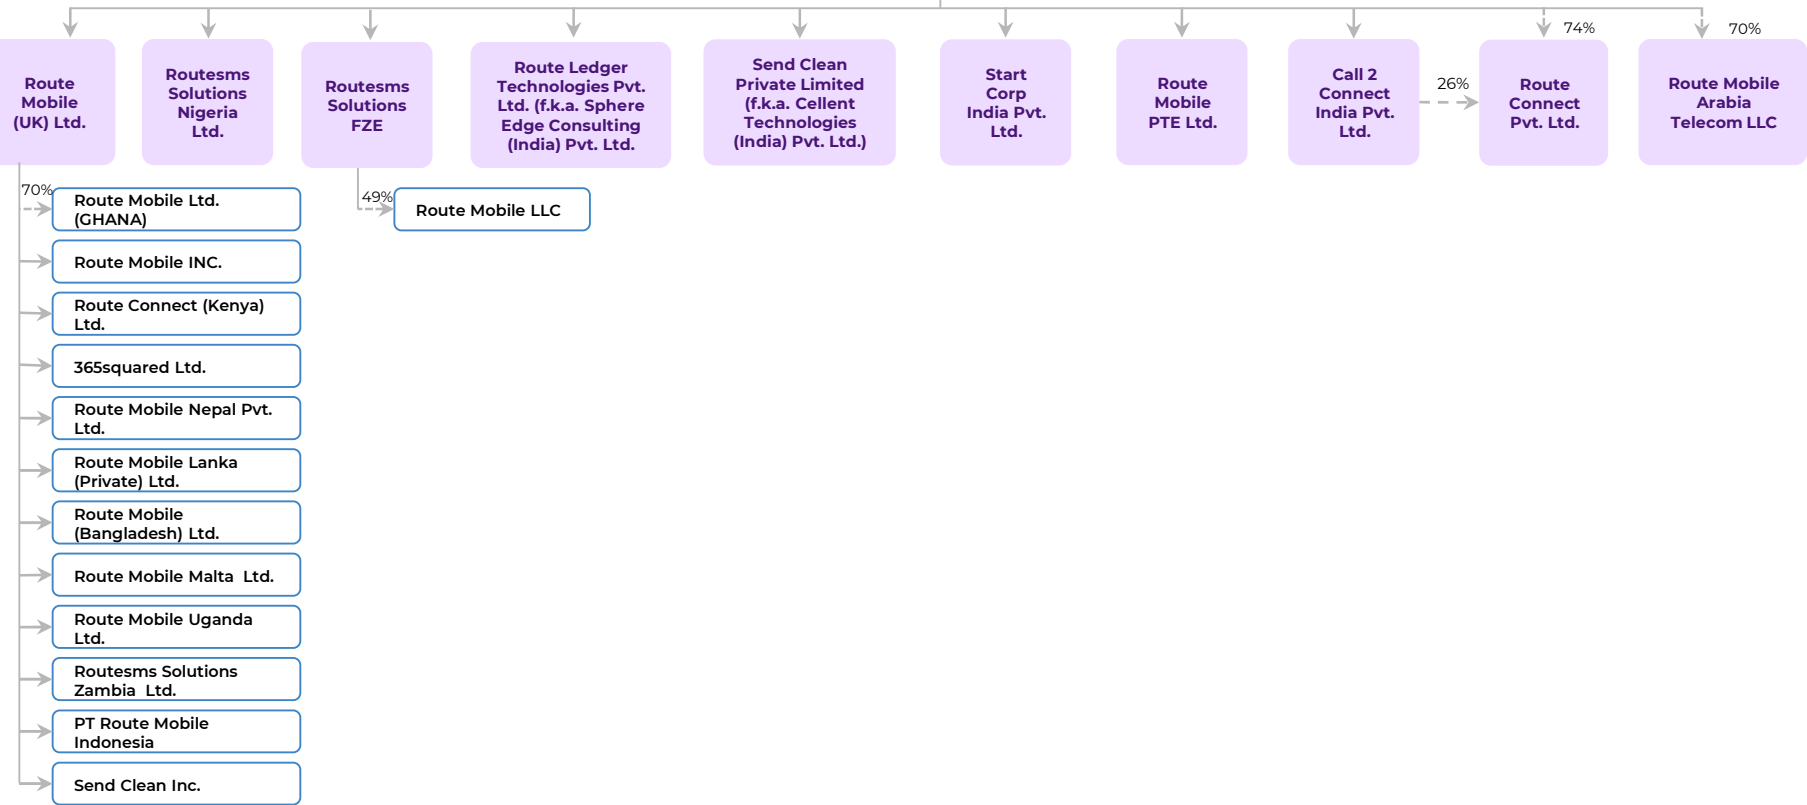 74%
70%
Route
Mobile
(UK) Ltd.
Routesms
Solutions
Nigeria
Ltd.
Routesms
Solutions
FZE
Route Ledger
Technologies Pvt.
Ltd. (f.k.a. Sphere
Edge Consulting
(India) Pvt. Ltd.
Send Clean
Private Limited
(f.k.a. Cellent
Technologies
(India) Pvt. Ltd.)
Start
Corp
India Pvt.
Ltd.
Route
Mobile
PTE Ltd.
Call 2
Connect
India Pvt.
Ltd.
26%
Route
Connect
Pvt. Ltd.
Route Mobile
Arabia
Telecom LLC
70%
Route Mobile Ltd.
(GHANA)
49%
Route Mobile LLC
Route Mobile INC.
Route Connect (Kenya)
Ltd.
365squared Ltd.
Route Mobile Nepal Pvt.
Ltd.
Route Mobile Lanka
(Private) Ltd.
Route Mobile
(Bangladesh) Ltd.
Route Mobile Malta  Ltd.
Route Mobile Uganda
Ltd.
Routesms Solutions
Zambia  Ltd.
PT Route Mobile
Indonesia
Send Clean Inc.